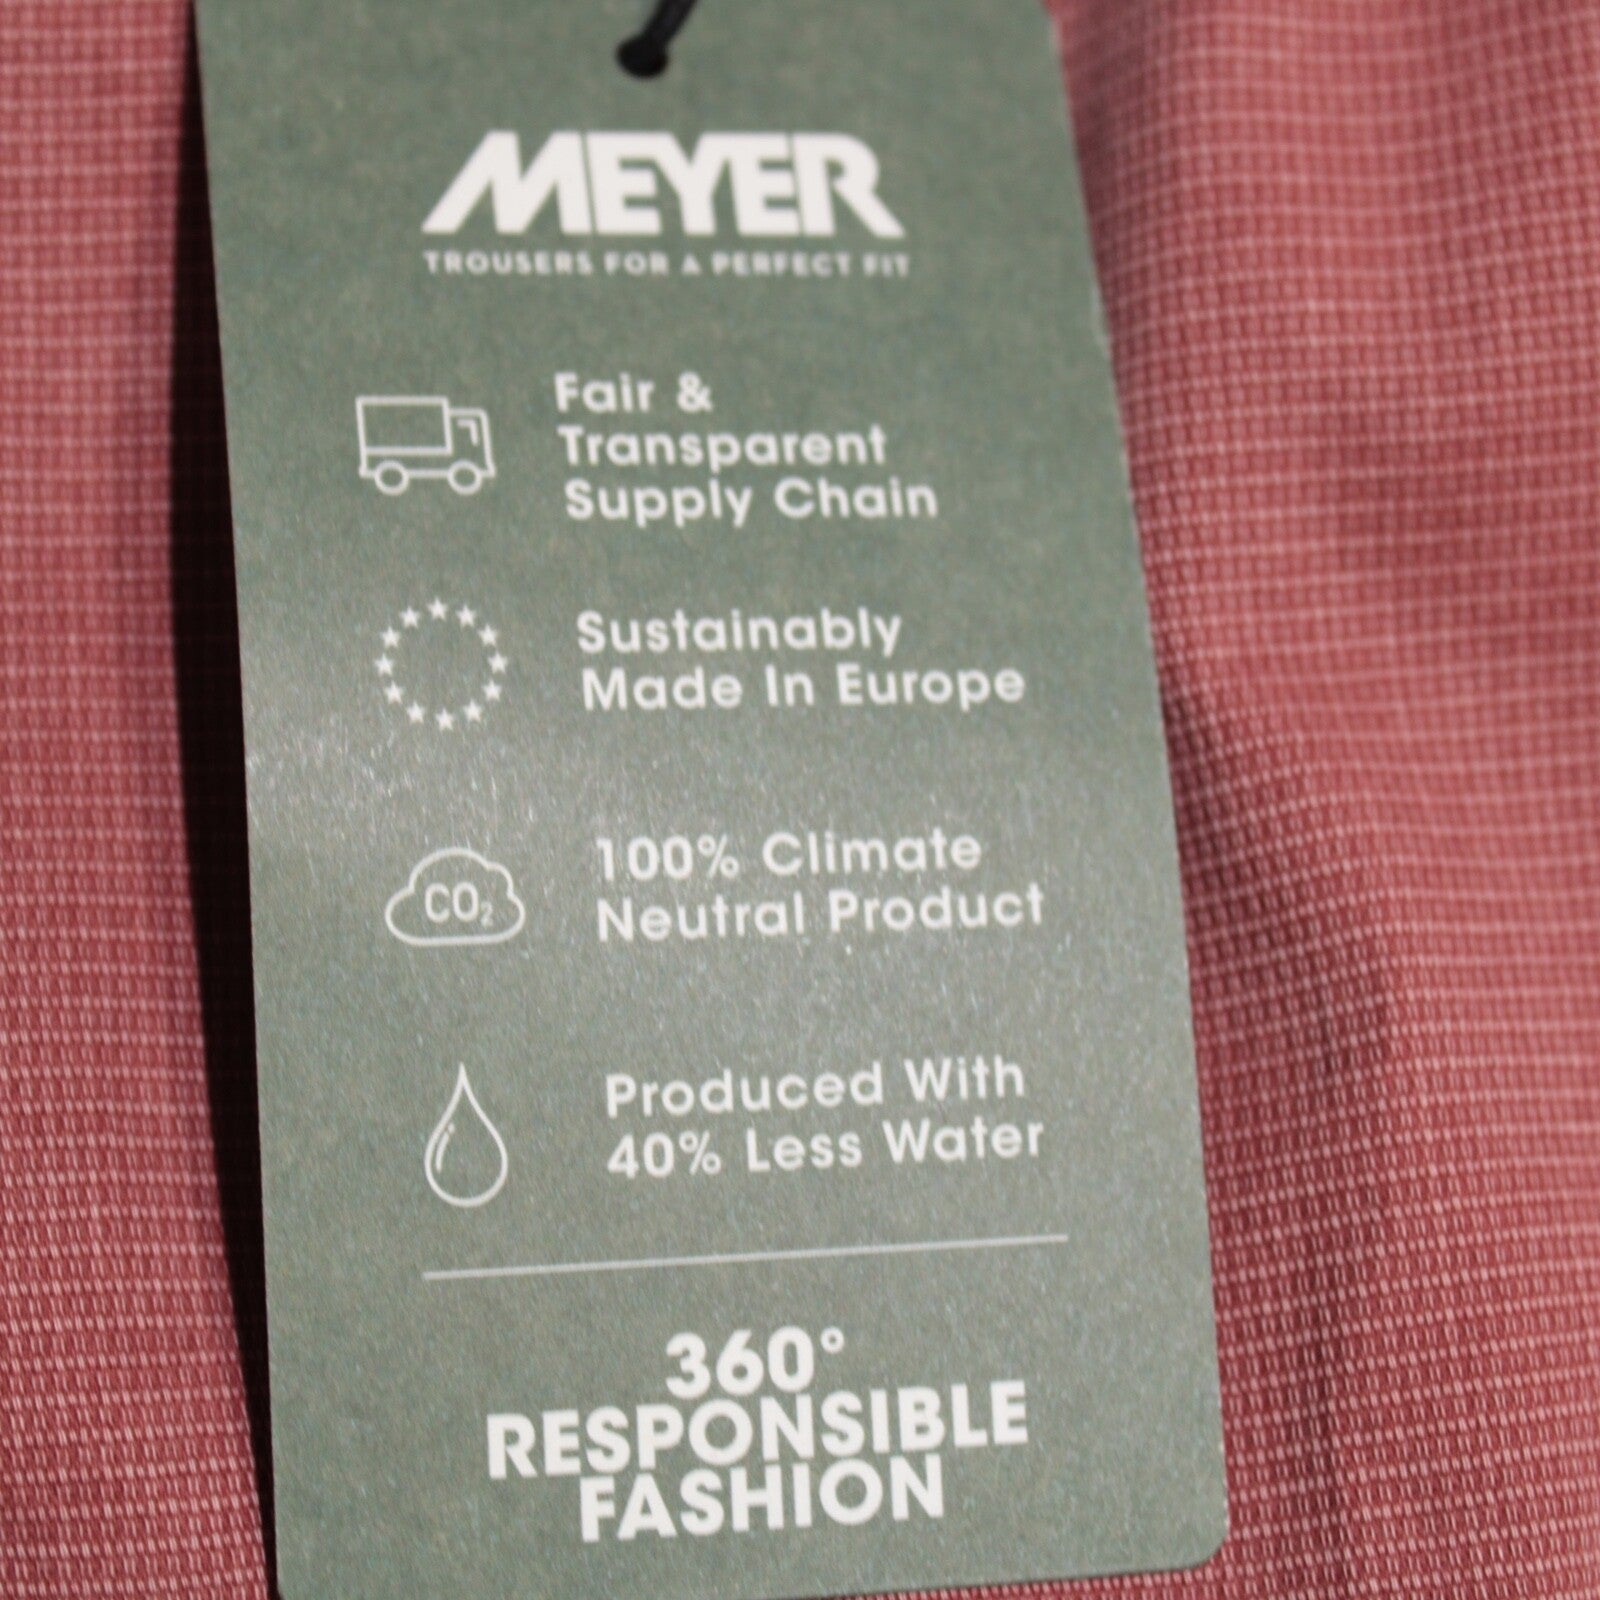 MEYER
TROUSERS FOR A PERFECT FIT
Fair &
Transparent
Supply Chain
Sustainably
Made In Europe
CO₂
100% Climate
Neutral Product
Produced With
40% Less Water
360°
RESPONSIBLE
FASHION